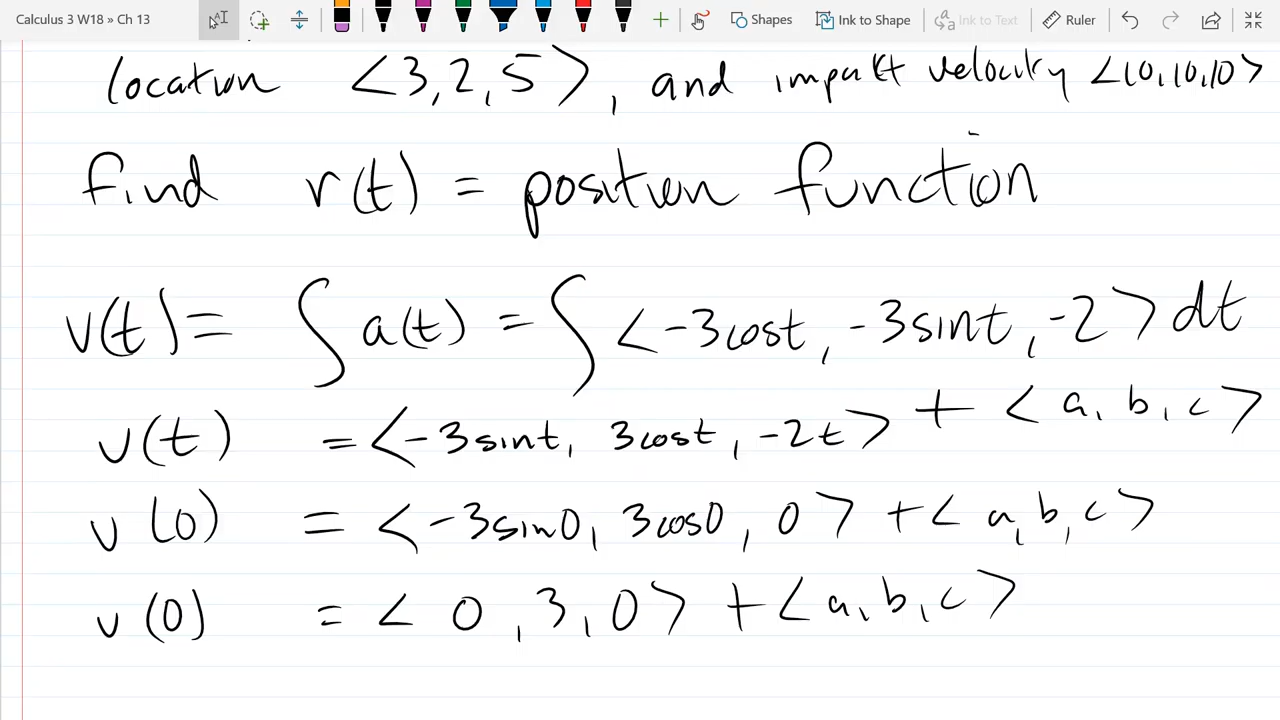 Calculus 3 W18 » Ch 13
Shapes Ink to Shape Ink to Text Ruler
location <3,2,5>, and impakt velocity <10,10,10>
find r(t) = position function
v(t) = ∫ a(t) = ∫ <-3cost, -3sint, -2> dt
v(t) = <-3sint, 3cost, -2t> + <a, b, c>
v(0) = <-3sin0, 3cos0, 0> + <a, b, c>
v(0) = <0, 3, 0> + <a, b, c>